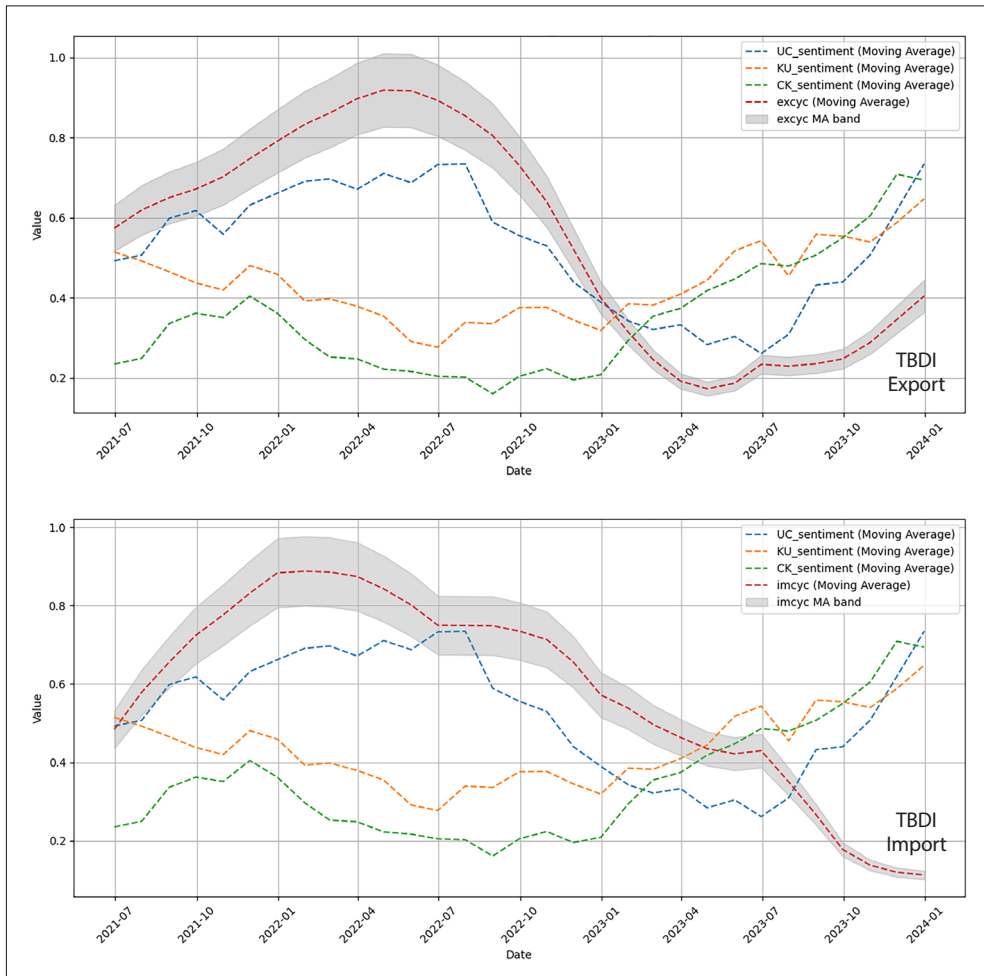 UC_sentiment (Moving Average)
KU_sentiment (Moving Average)
CK_sentiment (Moving Average)
excyc (Moving Average)
excyc MA band
1.0
0.8
0.6
0.4
0.2
Value
TBDI
Export
2021-07
2021-10
2022-01
2022-04
2022-07
2022-10
2023-01
2023-04
2023-07
2023-10
2024-01
Date
UC_sentiment (Moving Average)
KU_sentiment (Moving Average)
CK_sentiment (Moving Average)
imcyc (Moving Average)
imcyc MA band
1.0
0.8
0.6
0.4
0.2
Value
TBDI
Import
2021-07
2021-10
2022-01
2022-04
2022-07
2022-10
2023-01
2023-04
2023-07
2023-10
2024-01
Date